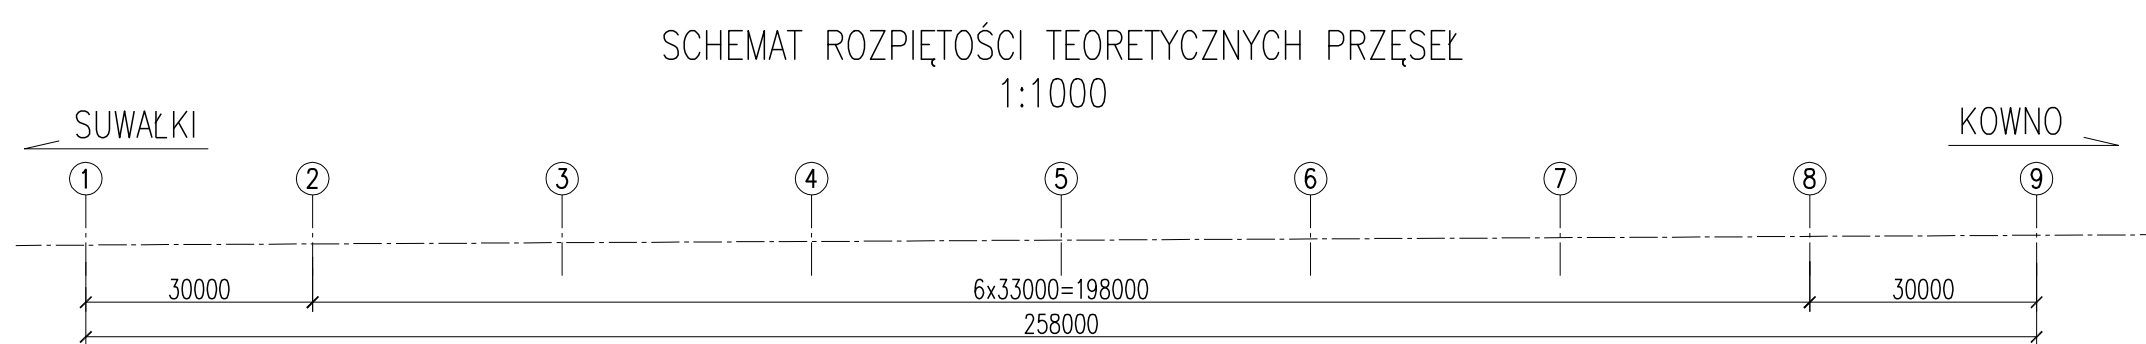 SCHEMAT ROZPIĘTOŚCI TEORETYCZNYCH PRZĘSEŁ
1:1000
SUWAŁKI
KOWNO
1 2 3 4 5 6 7 8 9
30000 6x33000=198000 30000
258000